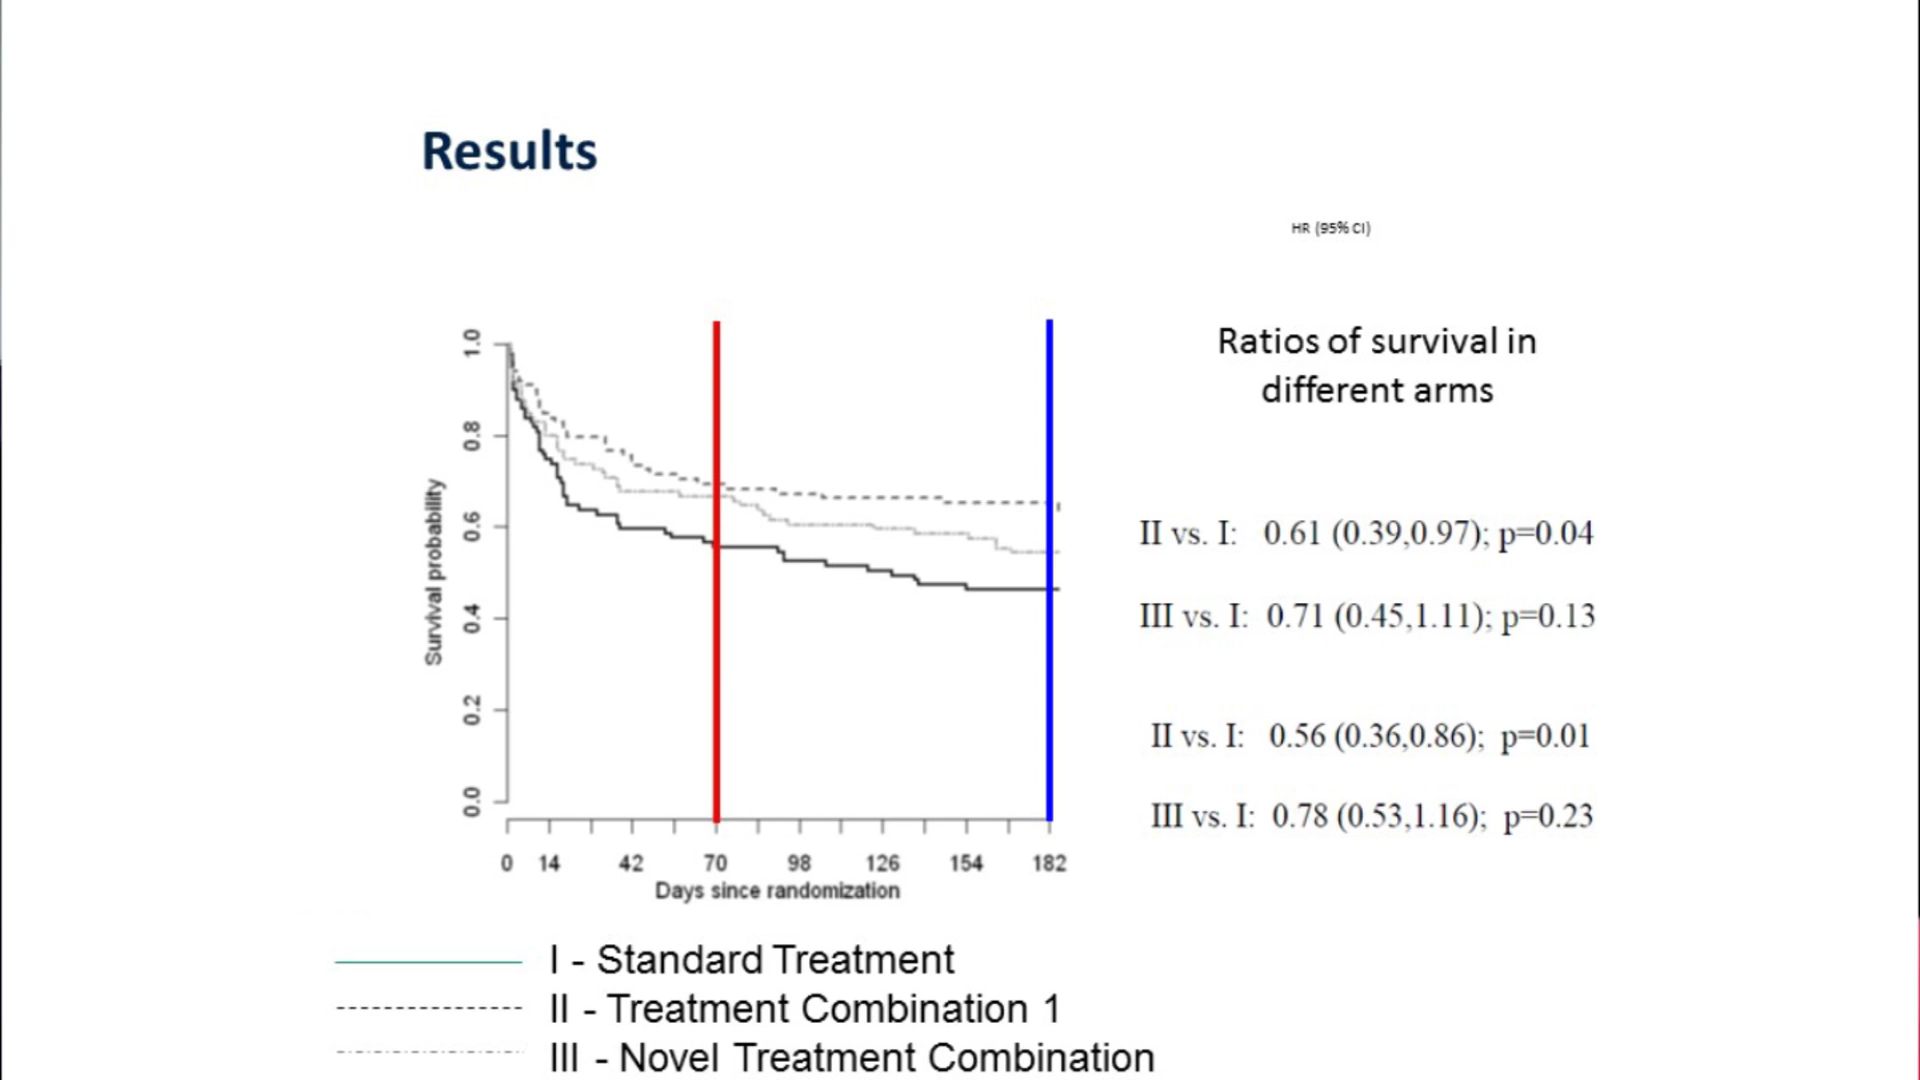 Results
HR (95% CI)
Ratios of survival in
different arms
1.0
0.8
0.6
0.4
0.2
0.0
Survival probability
0 14 42 70 98 126 154 182
Days since randomization
II vs. I: 0.61 (0.39,0.97); p=0.04
III vs. I: 0.71 (0.45,1.11); p=0.13
II vs. I: 0.56 (0.36,0.86); p=0.01
III vs. I: 0.78 (0.53,1.16); p=0.23
I - Standard Treatment
II - Treatment Combination 1
III - Novel Treatment Combination